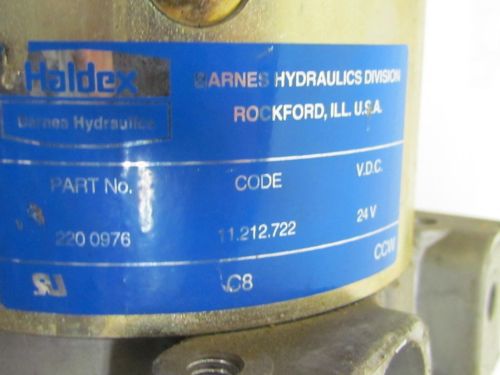 Haldex
Barnes Hydraulics
BARNES HYDRAULICS DIVISION
ROCKFORD, ILL. U.S.A.
PART No. CODE V.D.C.
220 0976 11.212.722 24 V
C8 CCW